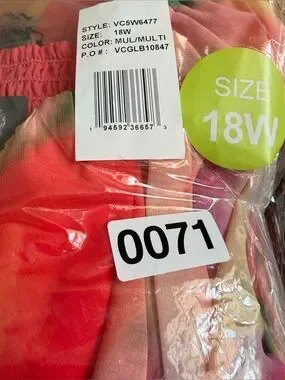 STYLE: VC5W6477
SIZE: 18W
COLOR: MUL/MULTI
P.O # : VCGLB10847
1 94592 36657 3
SIZE
18W
0071